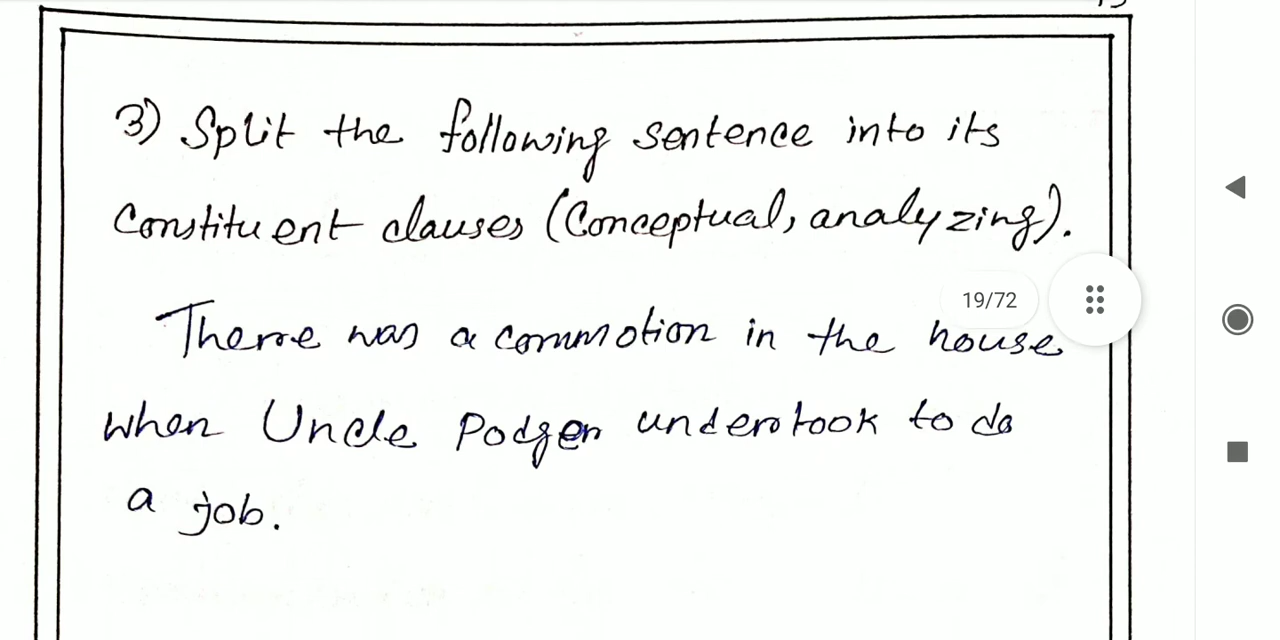 3) Split the following sentence into its
Constituent clauses (Conceptual, analyzing).
19/72
There was a commotion in the house
when Uncle Podger undertook to do
a job.